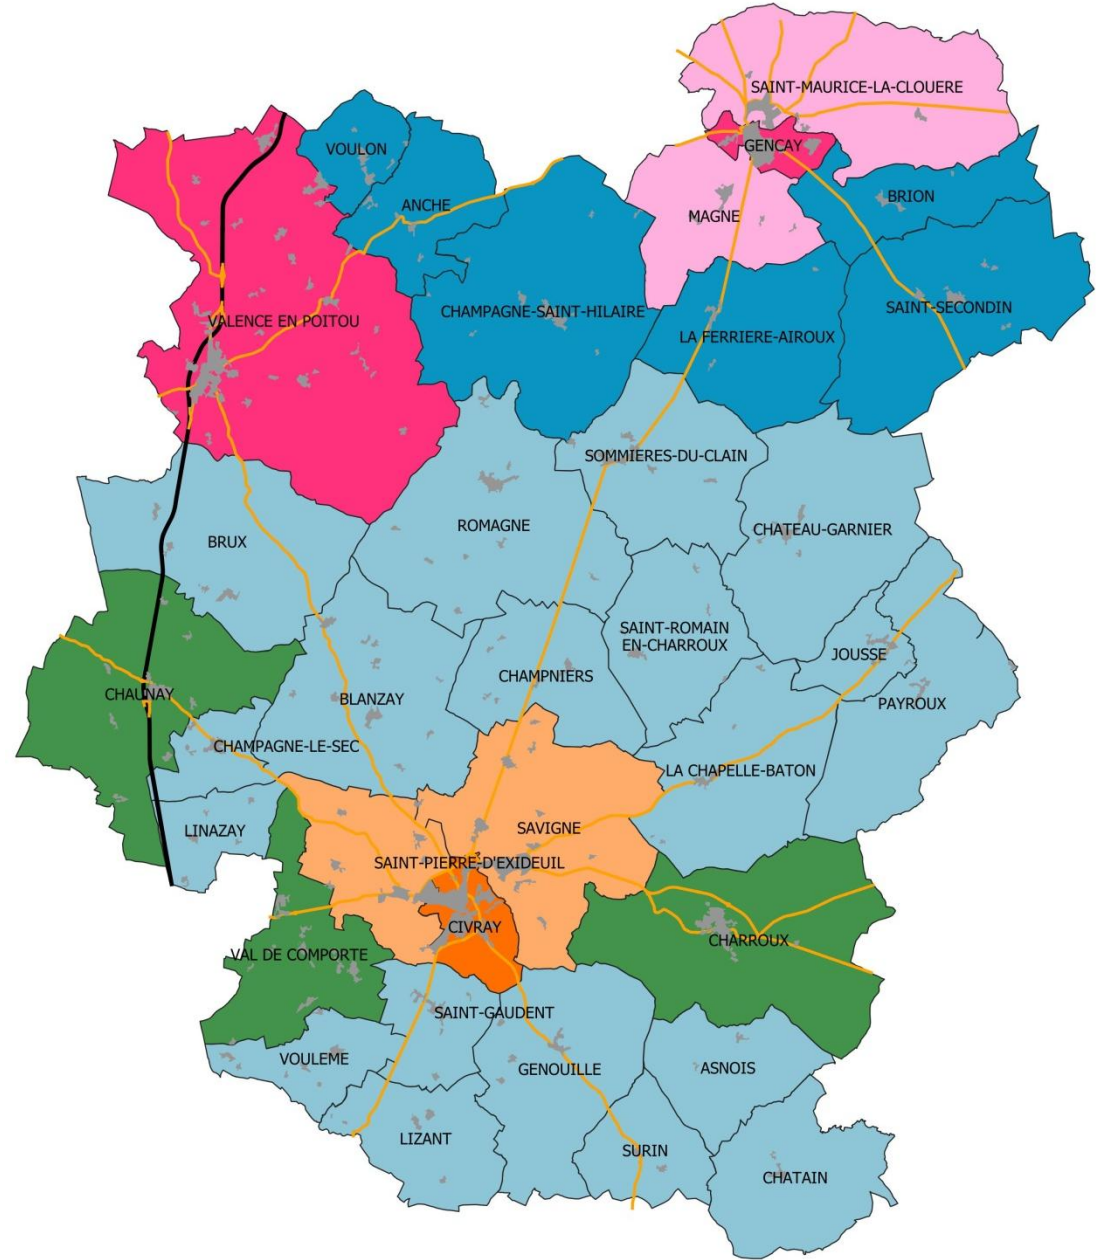 SAINT-MAURICE-LA-CLOUERE
GENCAY
VOULON
BRION
ANCHE
MAGNE
CHAMPAGNE-SAINT-HILAIRE
SAINT-SECONDIN
VALENCE EN POITOU
LA FERRIERE-AIROUX
SOMMIERES-DU-CLAIN
ROMAGNE
CHATEAU-GARNIER
BRUX
SAINT-ROMAIN
EN-CHARROUX
JOUSSE
CHAMPNIERS
CHAUNAY
BLANZAY
PAYROUX
CHAMPAGNE-LE-SEC
LA CHAPELLE-BATON
LINAZAY
SAVIGNE
SAINT-PIERRE-D'EXIDEUIL
CIVRAY
CHARROUX
VAL DE COMPORTE
SAINT-GAUDENT
VOULEME
GENOUILLE
ASNOIS
LIZANT
SURIN
CHATAIN